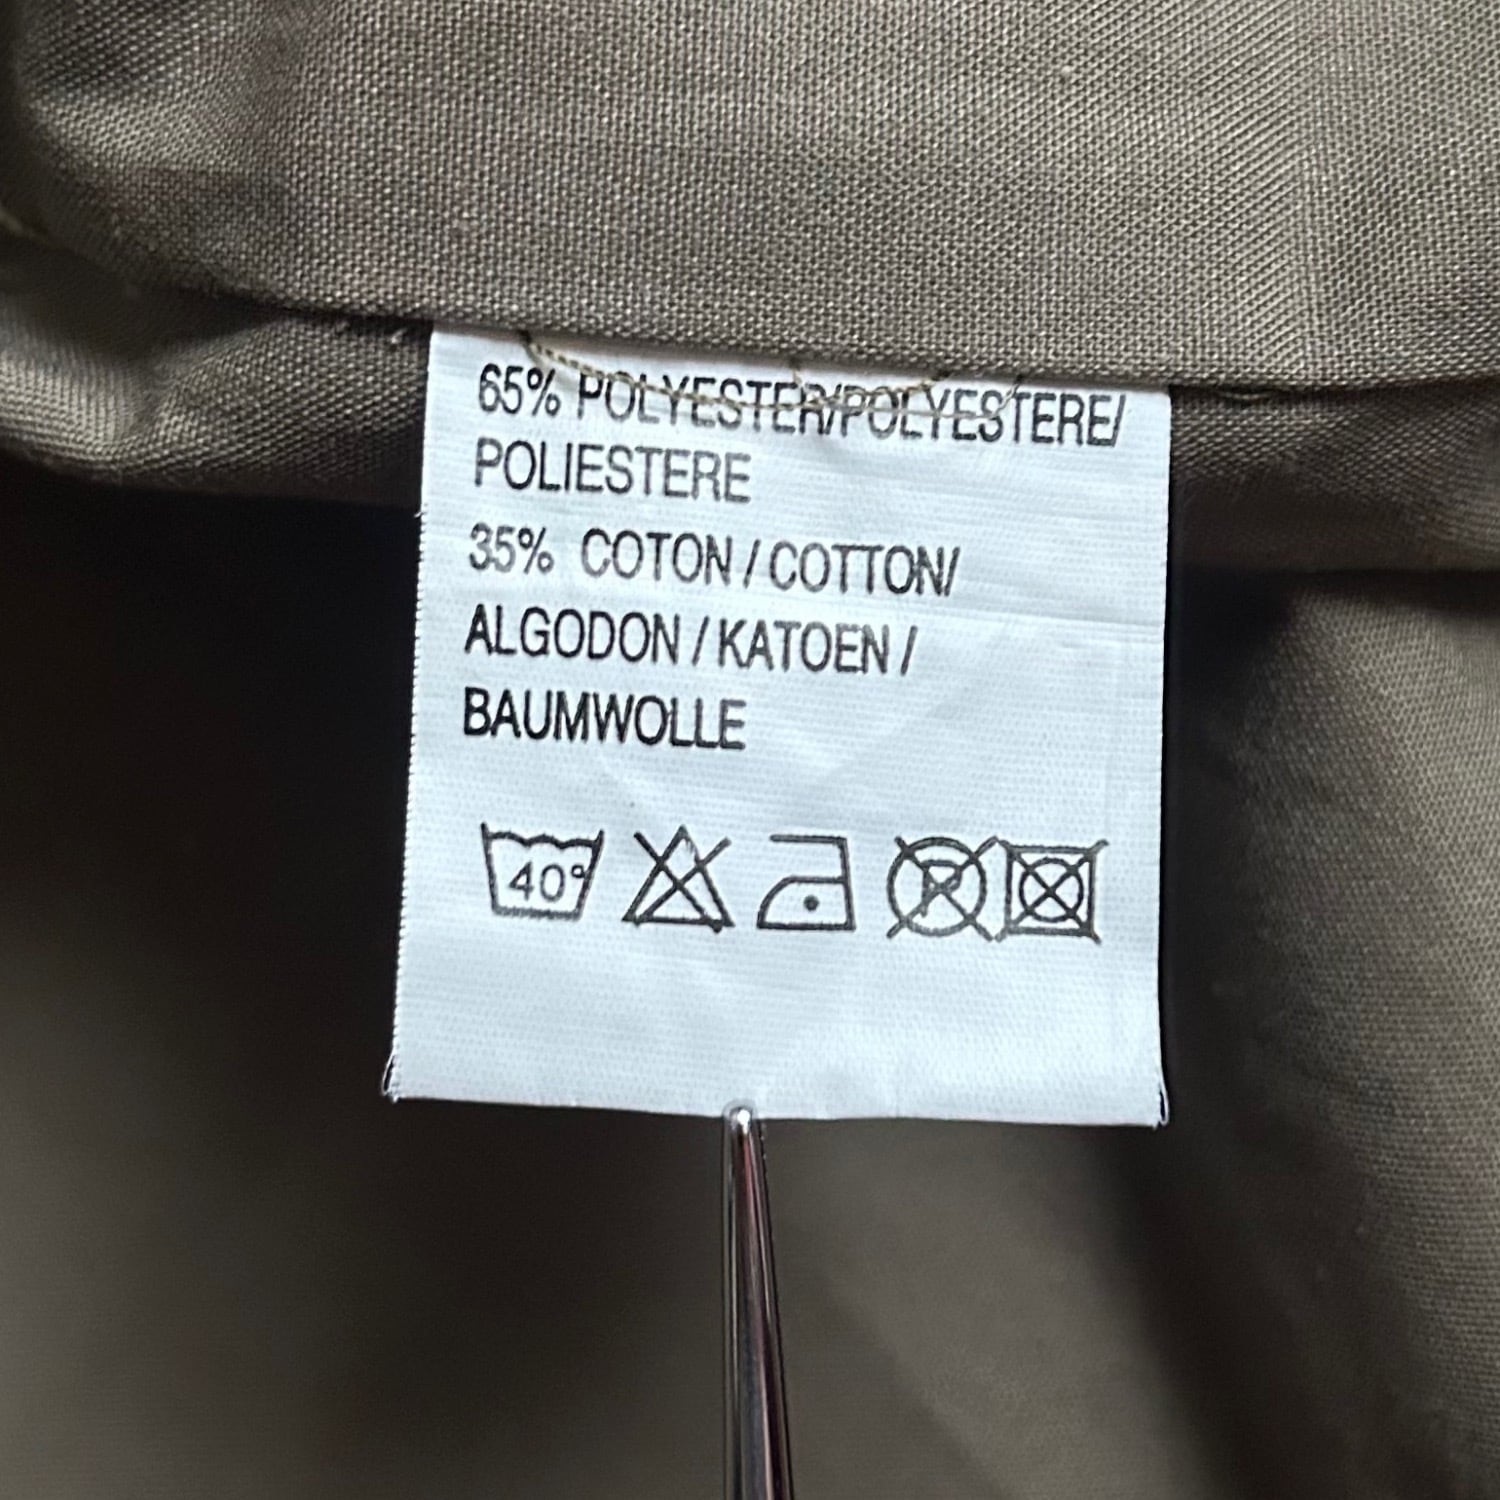 65% POLYESTER/POLYESTERE/
POLIESTERE
35% COTON / COTTON/
ALGODON / KATOEN /
BAUMWOLLE
40° P